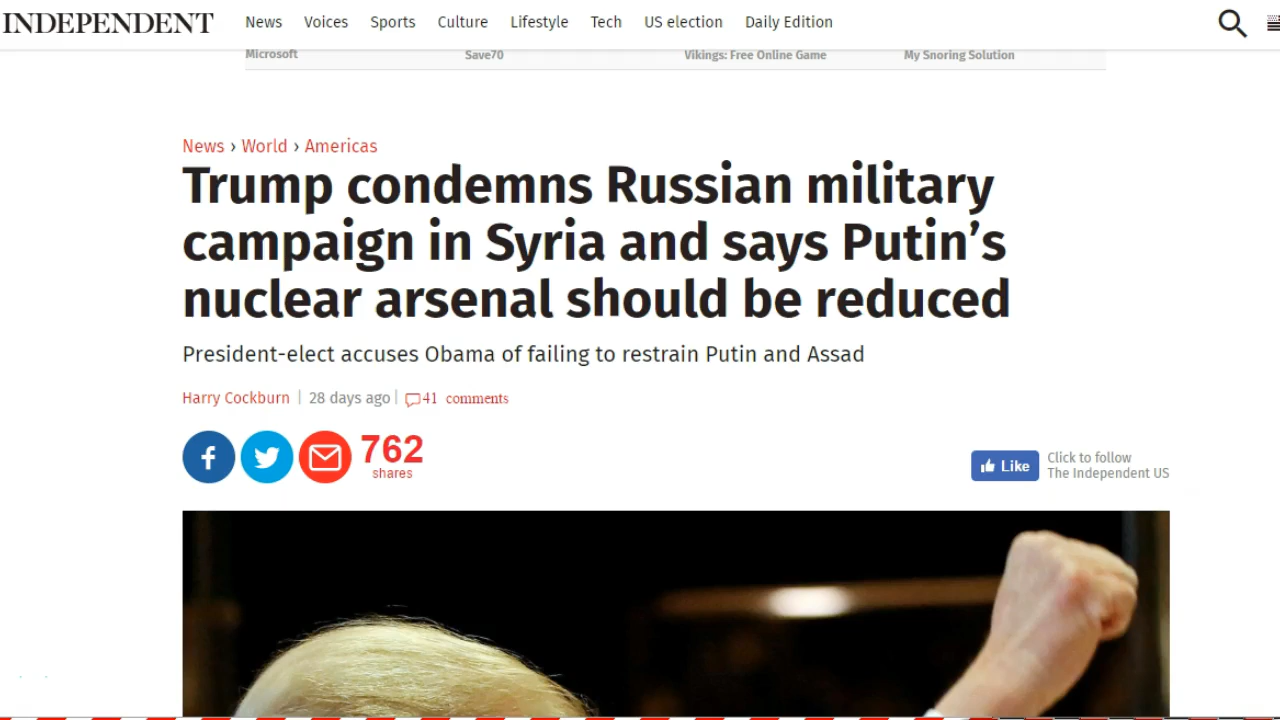 INDEPENDENT News Voices Sports Culture Lifestyle Tech US election Daily Edition
Microsoft Save70 Vikings: Free Online Game My Snoring Solution
News › World › Americas
Trump condemns Russian military
campaign in Syria and says Putin’s
nuclear arsenal should be reduced
President-elect accuses Obama of failing to restrain Putin and Assad
Harry Cockburn | 28 days ago | 41 comments
762
shares
Like
Click to follow
The Independent US